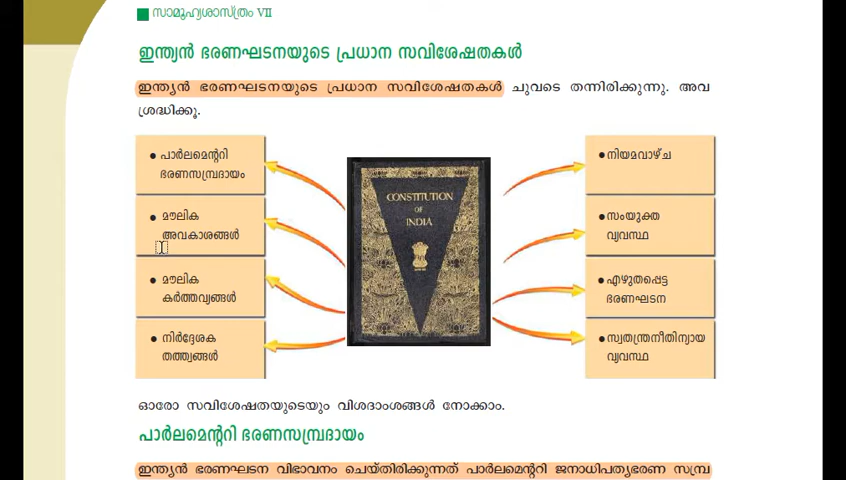 സാമൂഹ്യശാസ്ത്രം VII
ഇന്ത്യൻ ഭരണഘടനയുടെ പ്രധാന സവിശേഷതകൾ
ഇന്ത്യൻ ഭരണഘടനയുടെ പ്രധാന സവിശേഷതകൾ ചുവടെ തന്നിരിക്കുന്നു. അവ
ശ്രദ്ധിക്കൂ.
● പാർലമെന്ററി
ഭരണസമ്പ്രദായം
● മൗലിക
അവകാശങ്ങൾ
● മൗലിക
കർത്തവ്യങ്ങൾ
● നിർദ്ദേശക
തത്ത്വങ്ങൾ
CONSTITUTION
OF
INDIA
● നിയമവാഴ്ച
● സംയുക്ത
വ്യവസ്ഥ
● എഴുതപ്പെട്ട
ഭരണഘടന
● സ്വതന്ത്രനീതിന്യായ
വ്യവസ്ഥ
ഓരോ സവിശേഷതയുടെയും വിശദാംശങ്ങൾ നോക്കാം.
പാർലമെന്ററി ഭരണസമ്പ്രദായം
ഇന്ത്യൻ ഭരണഘടന വിഭാവനം ചെയ്തിരിക്കുന്നത് പാർലമെന്ററി ജനാധിപത്യഭരണ സമ്പ്ര